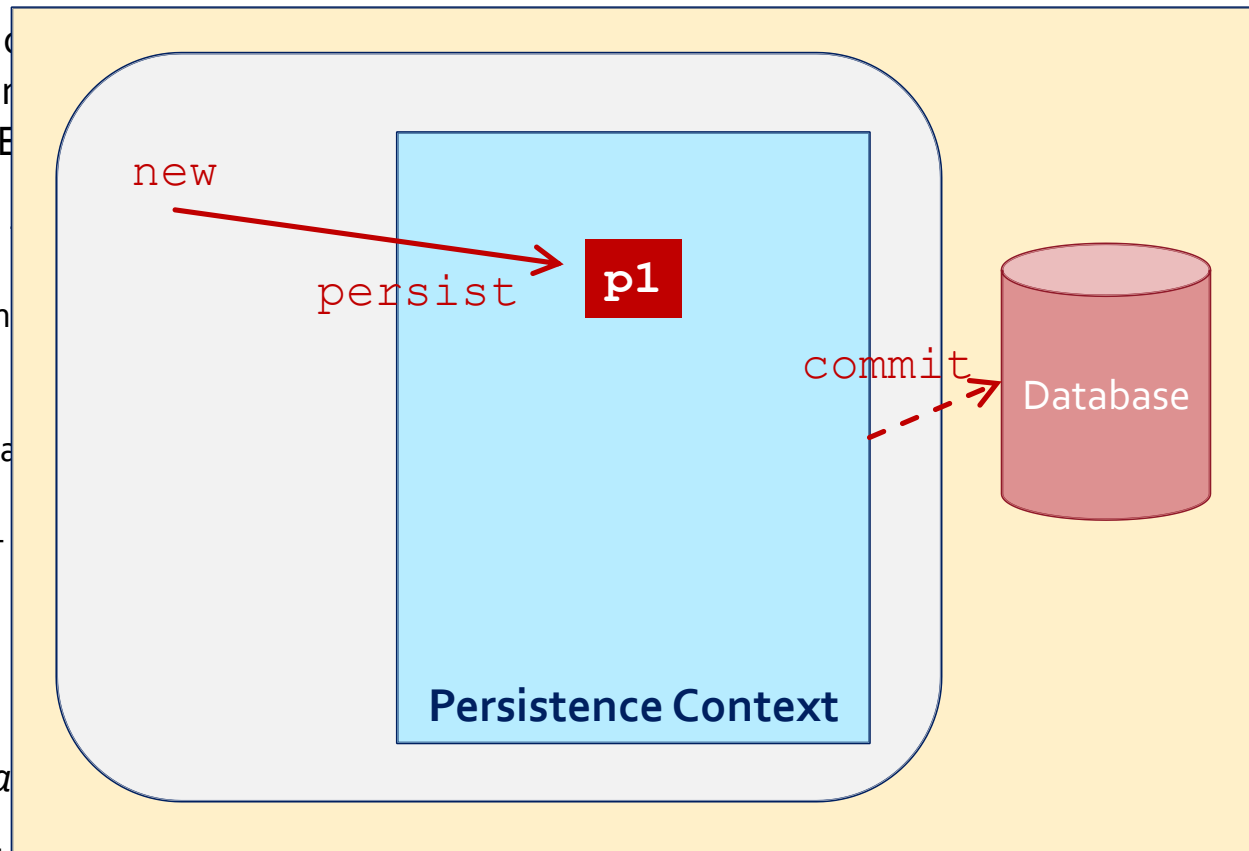 new
persist
p1
commit
Database
Persistence Context